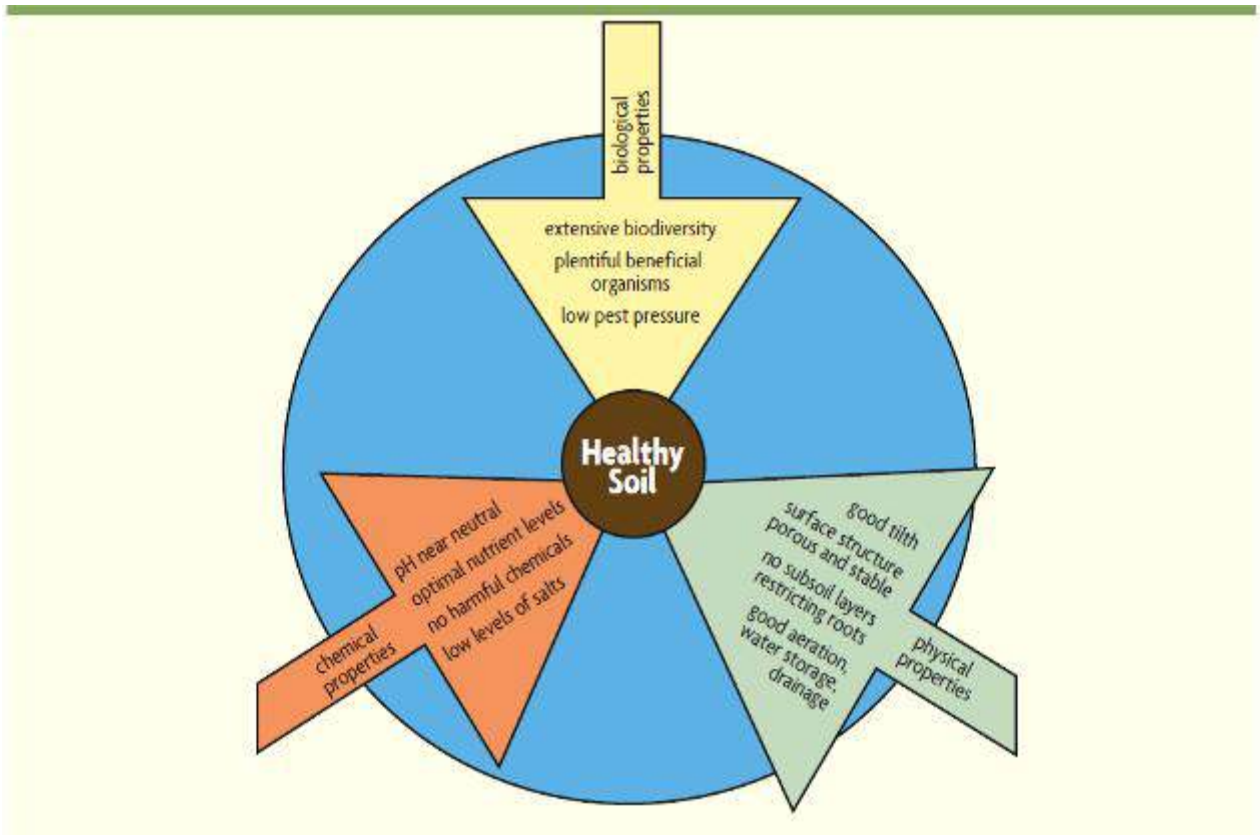 biological
properties
extensive biodiversity
plentiful beneficial
organisms
low pest pressure
Healthy
Soil
pH near neutral
optimal nutrient levels
no harmful chemicals
low levels of salts
chemical
properties
good tilth
surface structure
porous and stable
no subsoil layers
restricting roots
good aeration,
water storage,
drainage
physical
properties